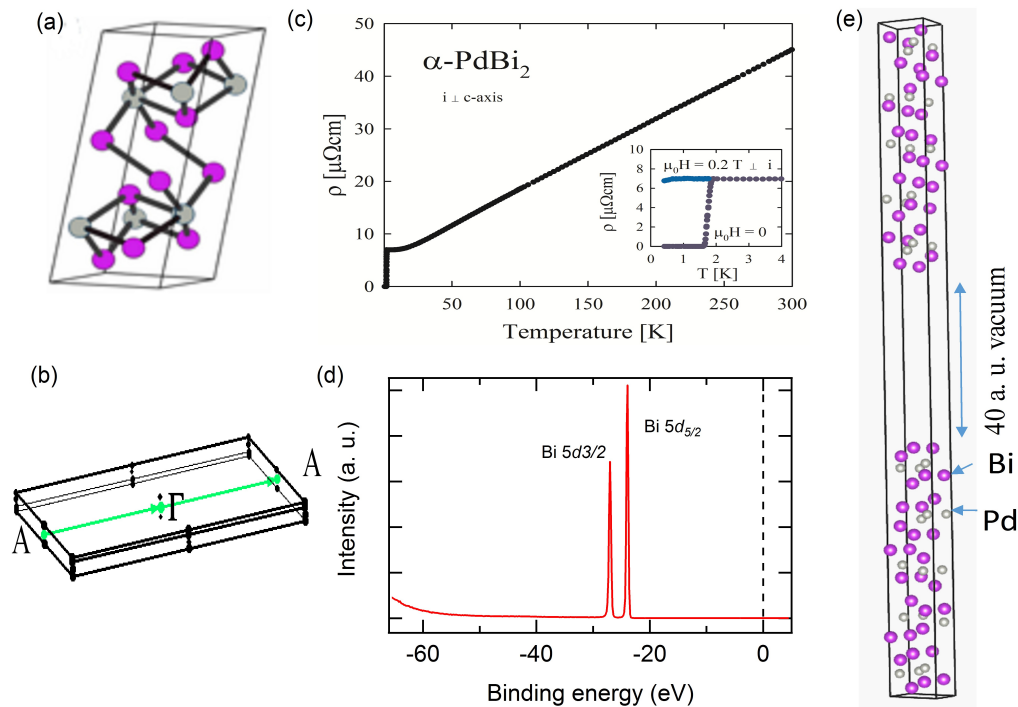 (a)
(c)
50
40
30
20
10
0
ρ [μΩcm]
α-PdBi₂
i ⊥ c-axis
10
8
6
4
2
0
ρ [μΩcm]
μ₀H = 0.2 T ⊥ i
μ₀H = 0
0 1 2 3 4
T [K]
50 100 150 200 250 300
Temperature [K]
(e)
40 a. u. vacuum
Bi
Pd
(b)
A
Γ
A
(d)
Intensity (a. u.)
Bi 5d3/2
Bi 5d₅/₂
-60 -40 -20 0
Binding energy (eV)